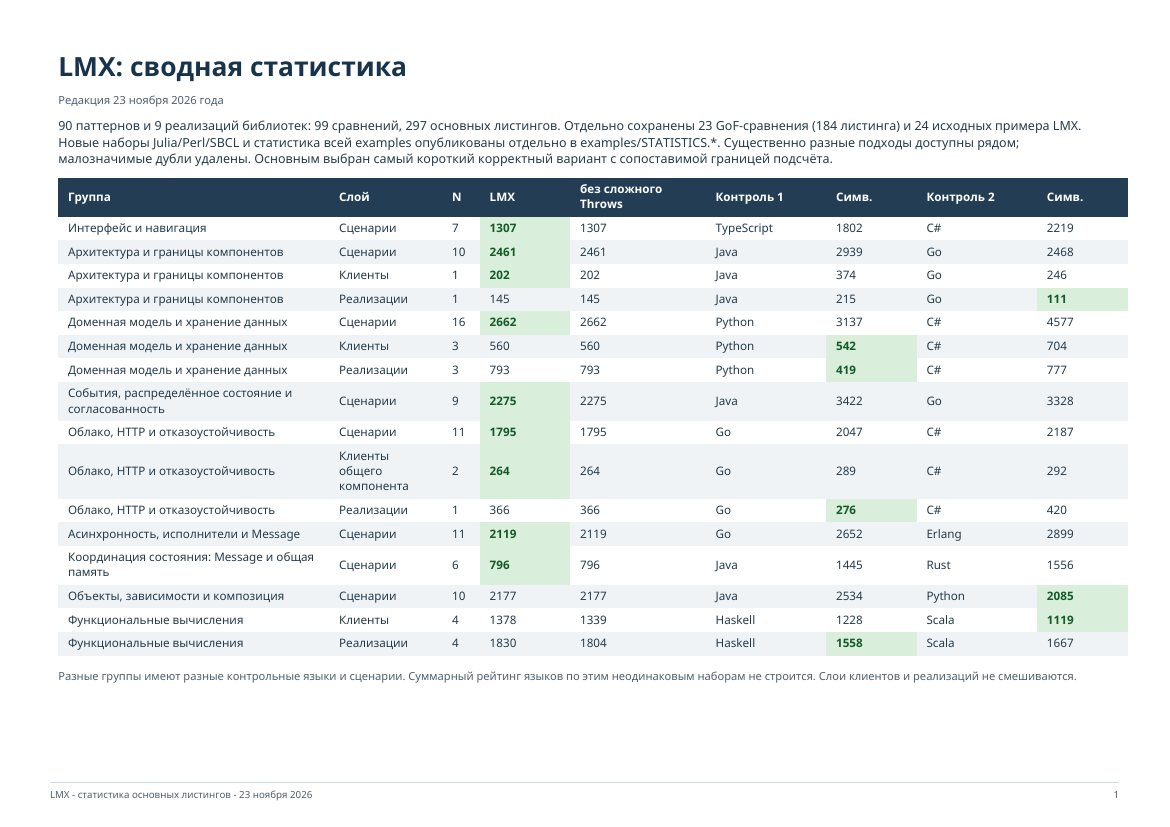 LMX: сводная статистика
Редакция 23 ноября 2026 года
90 паттернов и 9 реализаций библиотек: 99 сравнений, 297 основных листингов. Отдельно сохранены 23 GoF-сравнения (184 листинга) и 24 исходных примера LMX.
Новые наборы Julia/Perl/SBCL и статистика всей examples опубликованы отдельно в examples/STATISTICS.*. Существенно разные подходы доступны рядом;
малозначимые дубли удалены. Основным выбран самый короткий корректный вариант с сопоставимой границей подсчёта.
Группа Слой N LMX без сложного Throws Контроль 1 Симв. Контроль 2 Симв.
Интерфейс и навигация Сценарии 7 1307 1307 TypeScript 1802 C# 2219
Архитектура и границы компонентов Сценарии 10 2461 2461 Java 2939 Go 2468
Архитектура и границы компонентов Клиенты 1 202 202 Java 374 Go 246
Архитектура и границы компонентов Реализации 1 145 145 Java 215 Go 111
Доменная модель и хранение данных Сценарии 16 2662 2662 Python 3137 C# 4577
Доменная модель и хранение данных Клиенты 3 560 560 Python 542 C# 704
Доменная модель и хранение данных Реализации 3 793 793 Python 419 C# 777
События, распределённое состояние и согласованность Сценарии 9 2275 2275 Java 3422 Go 3328
Облако, HTTP и отказоустойчивость Сценарии 11 1795 1795 Go 2047 C# 2187
Облако, HTTP и отказоустойчивость Клиенты общего компонента 2 264 264 Go 289 C# 292
Облако, HTTP и отказоустойчивость Реализации 1 366 366 Go 276 C# 420
Асинхронность, исполнители и Message Сценарии 11 2119 2119 Go 2652 Erlang 2899
Координация состояния: Message и общая память Сценарии 6 796 796 Java 1445 Rust 1556
Объекты, зависимости и композиция Сценарии 10 2177 2177 Java 2534 Python 2085
Функциональные вычисления Клиенты 4 1378 1339 Haskell 1228 Scala 1119
Функциональные вычисления Реализации 4 1830 1804 Haskell 1558 Scala 1667
Разные группы имеют разные контрольные языки и сценарии. Суммарный рейтинг языков по этим неодинаковым наборам не строится. Слои клиентов и реализаций не смешиваются.
LMX - статистика основных листингов - 23 ноября 2026 1